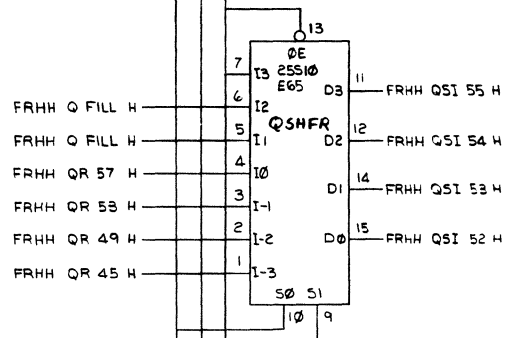 13
ØE
7 I3 25S10 11
E65 D3 FRHH QSI 55 H
FRHH Q FILL H 6 I2
QSHFR
FRHH Q FILL H 5 I1 12 D2 FRHH QSI 54 H
FRHH QR 57 H 4 IØ
14 D1 FRHH QSI 53 H
FRHH QR 53 H 3 I-1
FRHH QR 49 H 2 I-2 15 DØ FRHH QSI 52 H
FRHH QR 45 H 1 I-3
SØ S1
1Ø 9